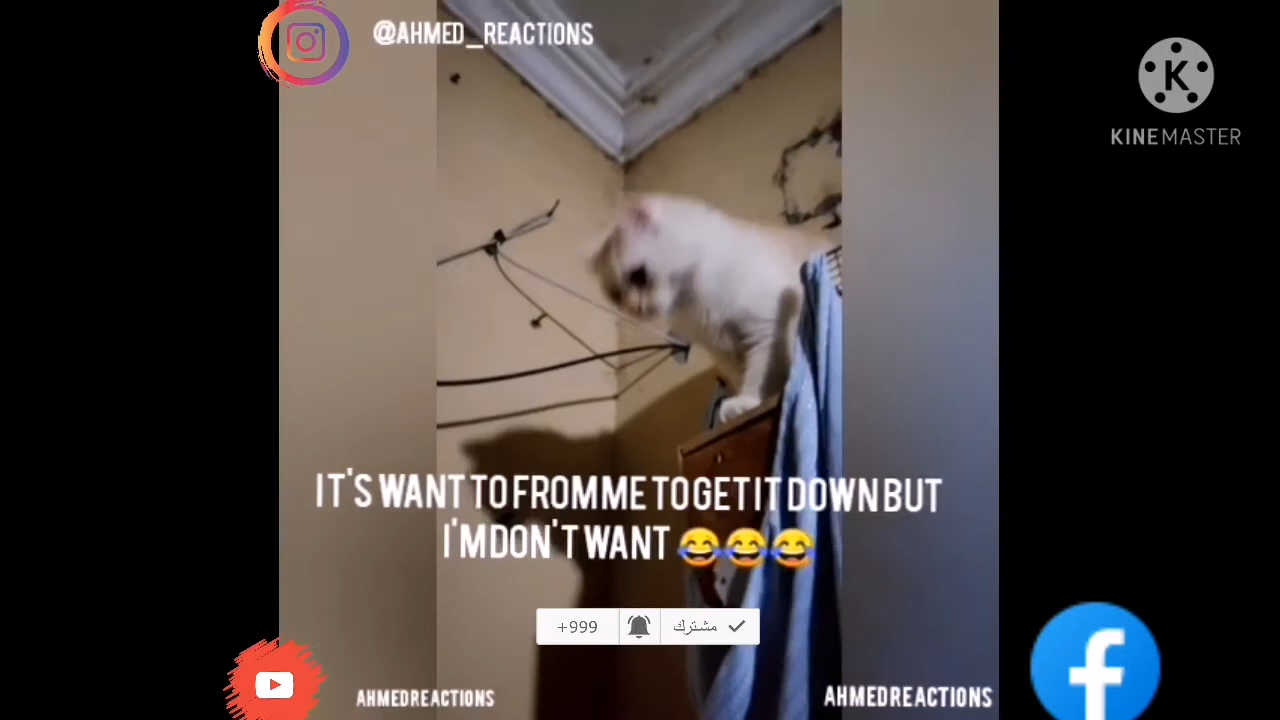 @AHMED_REACTIONS
K
KINEMASTER
IT'S WANT TO FROM ME TO GET IT DOWN BUT
I'M DON'T WANT 😂😂😂
+999 مشترك
AHMEDREACTIONS
AHMEDREACTIONS